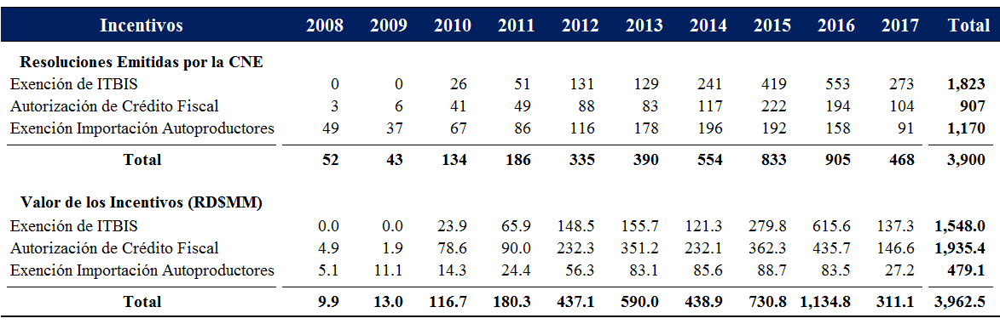 Incentivos 2008 2009 2010 2011 2012 2013 2014 2015 2016 2017 Total
Resoluciones Emitidas por la CNE
Exención de ITBIS 0 0 26 51 131 129 241 419 553 273 1,823
Autorización de Crédito Fiscal 3 6 41 49 88 83 117 222 194 104 907
Exención Importación Autoproductores 49 37 67 86 116 178 196 192 158 91 1,170
Total 52 43 134 186 335 390 554 833 905 468 3,900
Valor de los Incentivos (RD$MM)
Exención de ITBIS 0.0 0.0 23.9 65.9 148.5 155.7 121.3 279.8 615.6 137.3 1,548.0
Autorización de Crédito Fiscal 4.9 1.9 78.6 90.0 232.3 351.2 232.1 362.3 435.7 146.6 1,935.4
Exención Importación Autoproductores 5.1 11.1 14.3 24.4 56.3 83.1 85.6 88.7 83.5 27.2 479.1
Total 9.9 13.0 116.7 180.3 437.1 590.0 438.9 730.8 1,134.8 311.1 3,962.5